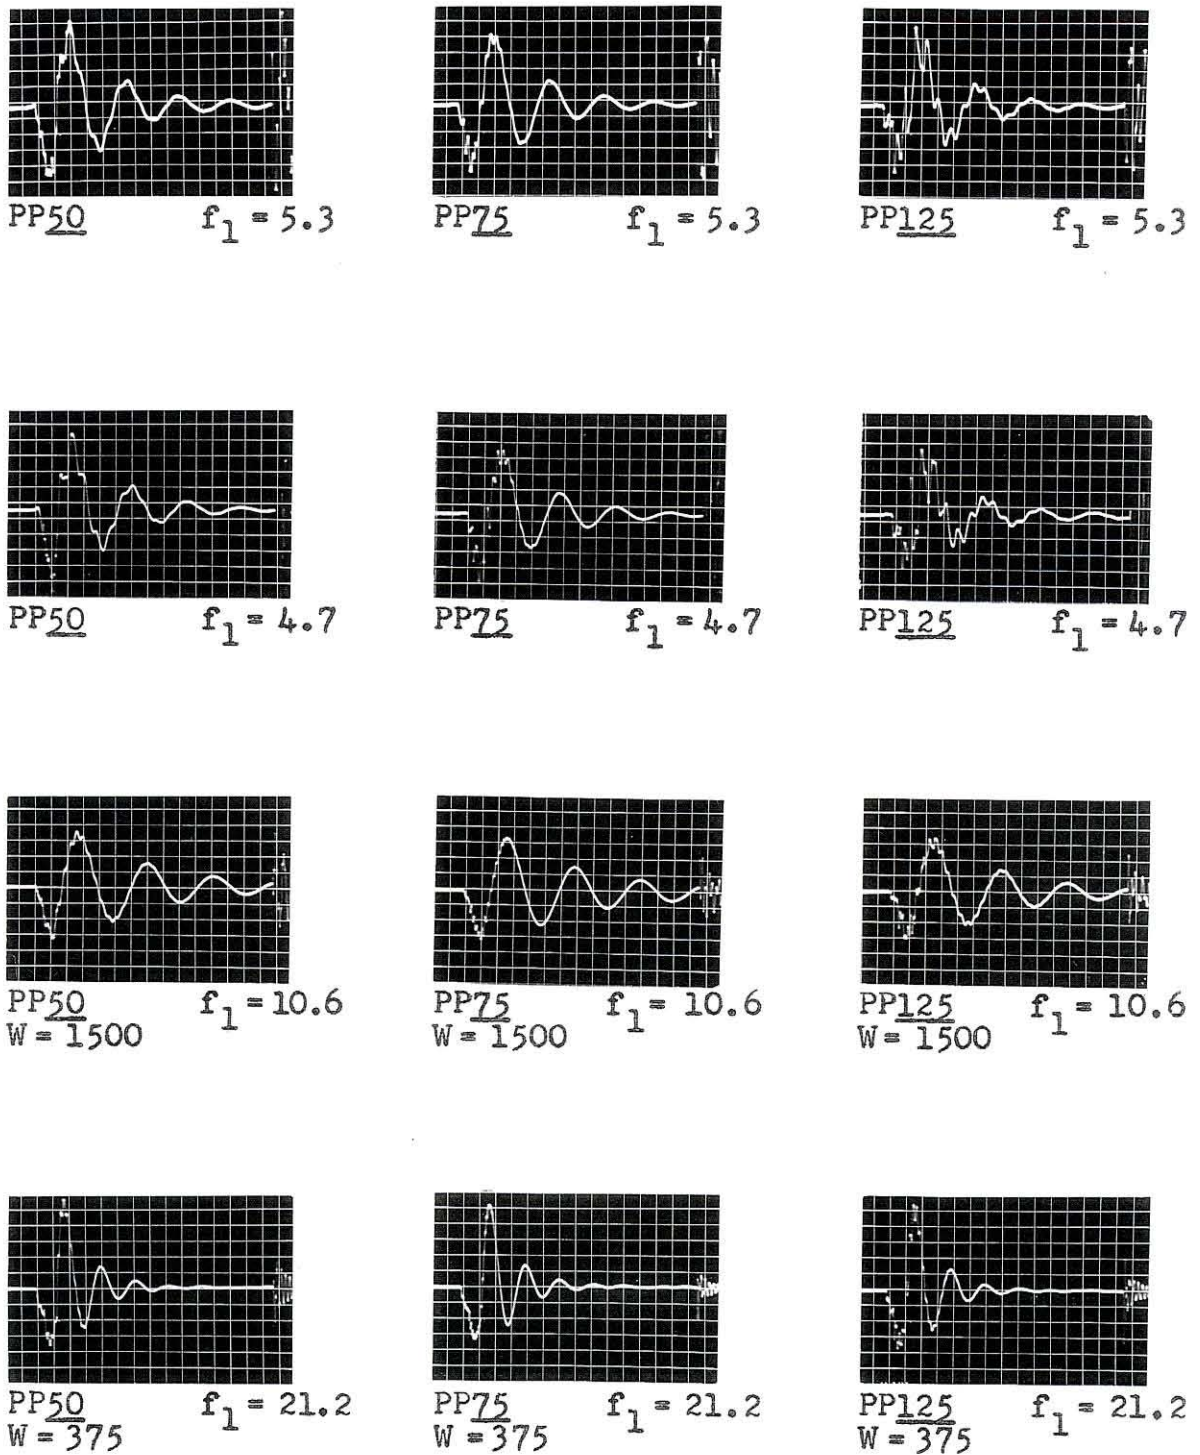 PP50 f1 = 5.3
PP75 f1 = 5.3
PP125 f1 = 5.3
PP50 f1 = 4.7
PP75 f1 = 4.7
PP125 f1 = 4.7
PP50 f1 = 10.6
W = 1500
PP75 f1 = 10.6
W = 1500
PP125 f1 = 10.6
W = 1500
PP50 f1 = 21.2
W = 375
PP75 f1 = 21.2
W = 375
PP125 f1 = 21.2
W = 375